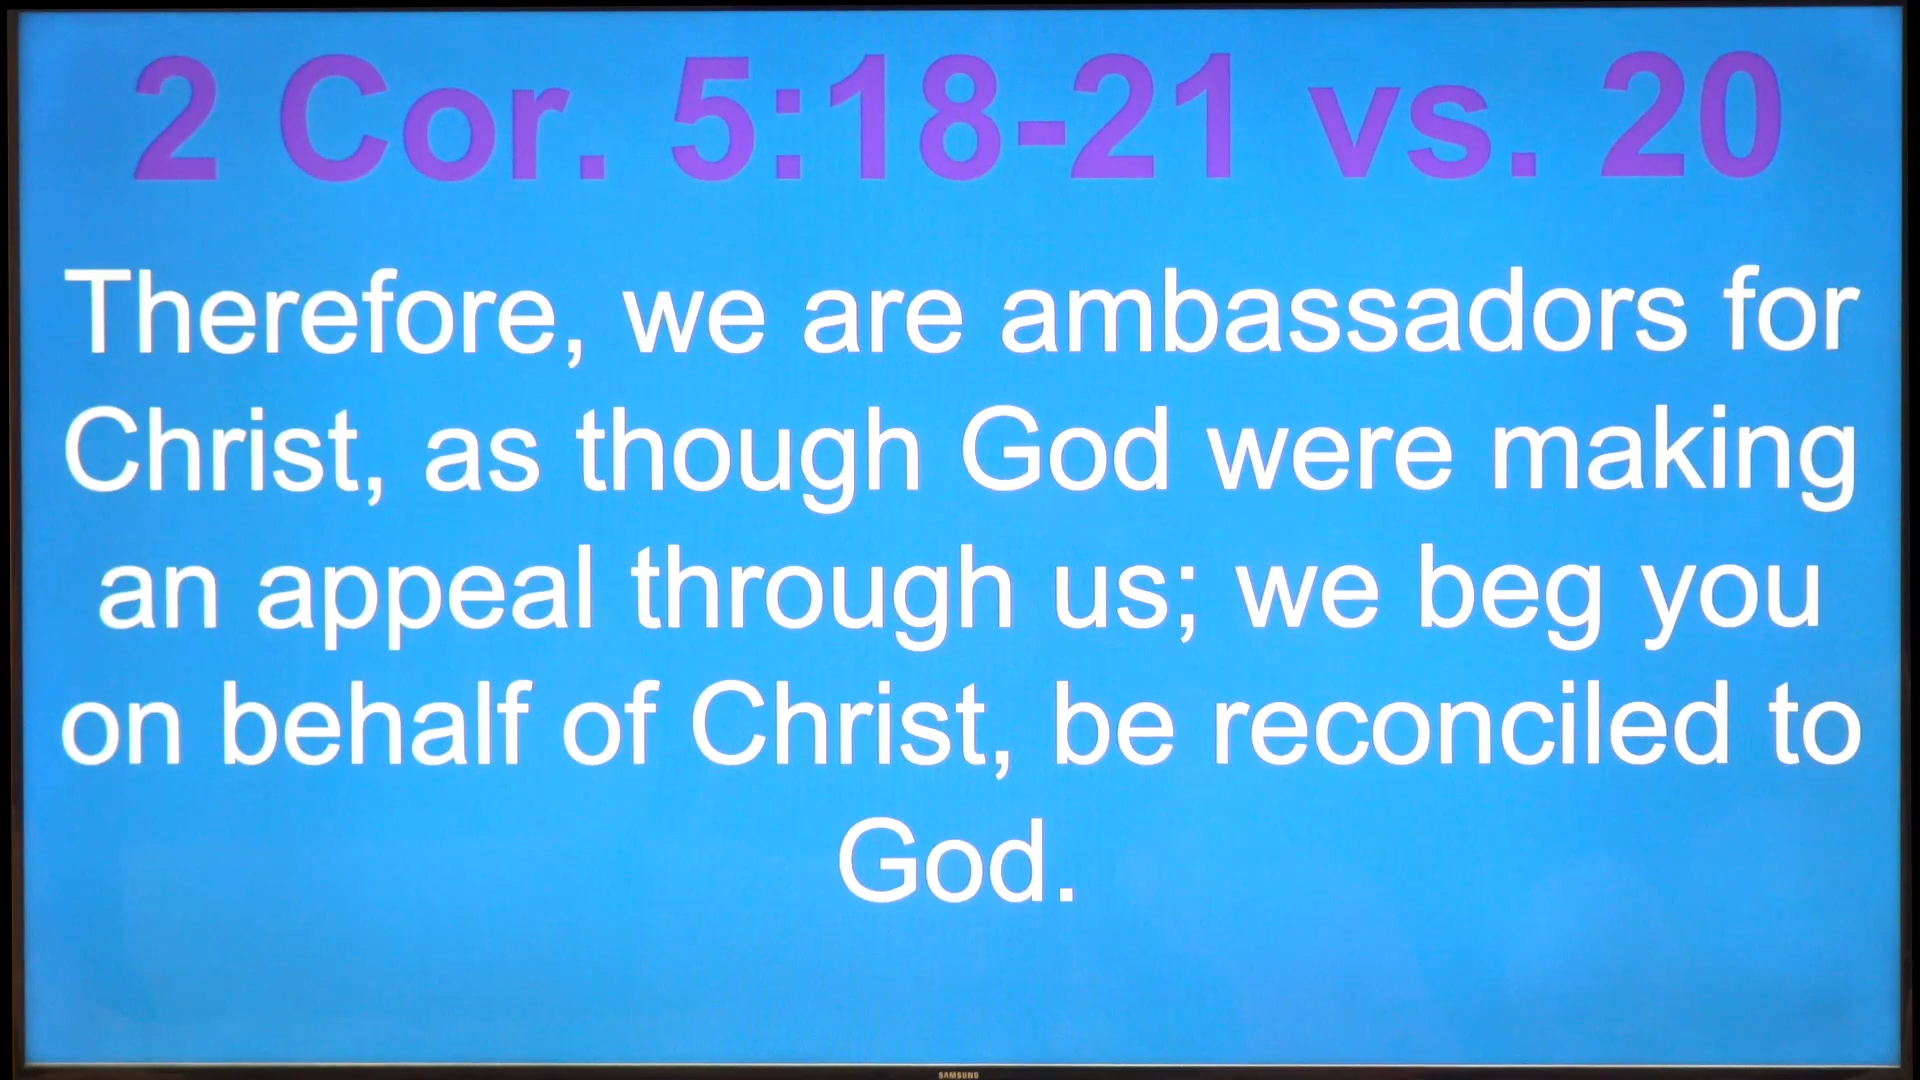 2 Cor. 5:18-21 vs. 20
Therefore, we are ambassadors for
Christ, as though God were making
an appeal through us; we beg you
on behalf of Christ, be reconciled to
God.
SAMSUNG